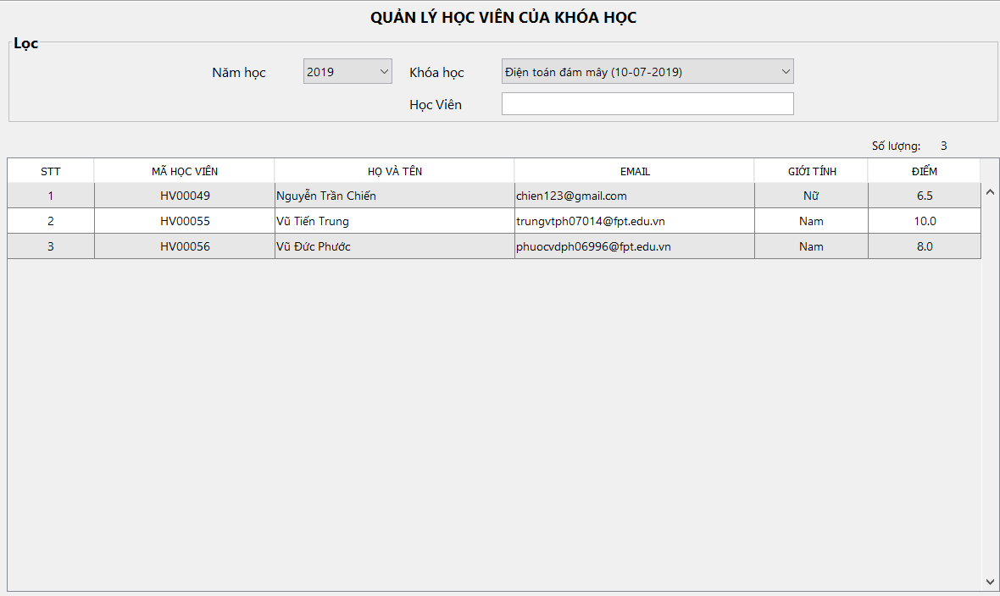 QUẢN LÝ HỌC VIÊN CỦA KHÓA HỌC
Lọc
Năm học 2019 Khóa học Điện toán đám mây (10-07-2019)
Học Viên
Số lượng: 3
STT MÃ HỌC VIÊN HỌ VÀ TÊN EMAIL GIỚI TÍNH ĐIỂM
1 HV00049 Nguyễn Trần Chiến chien123@gmail.com Nữ 6.5
2 HV00055 Vũ Tiến Trung trungvtph07014@fpt.edu.vn Nam 10.0
3 HV00056 Vũ Đức Phước phuocvdph06996@fpt.edu.vn Nam 8.0